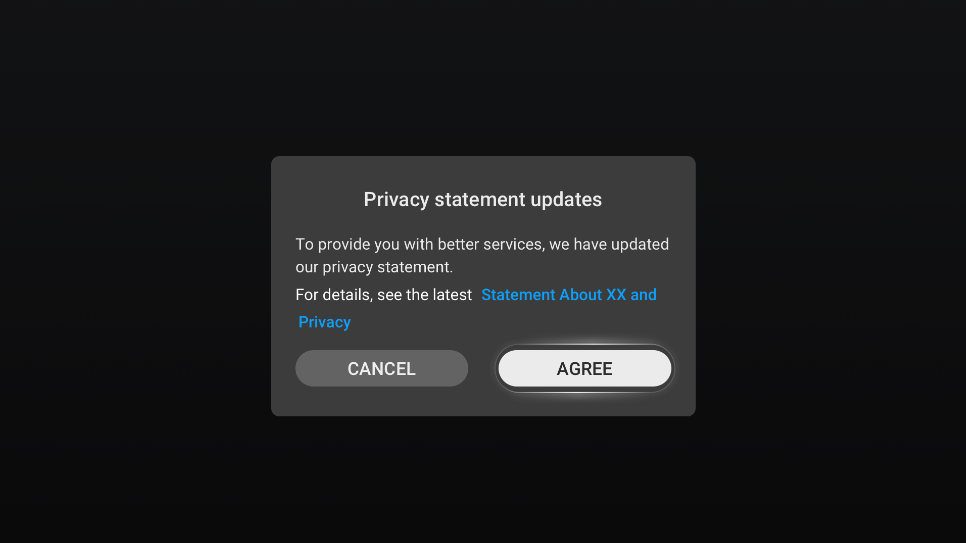 Privacy statement updates
To provide you with better services, we have updated
our privacy statement.
For details, see the latest Statement About XX and
Privacy
CANCEL AGREE